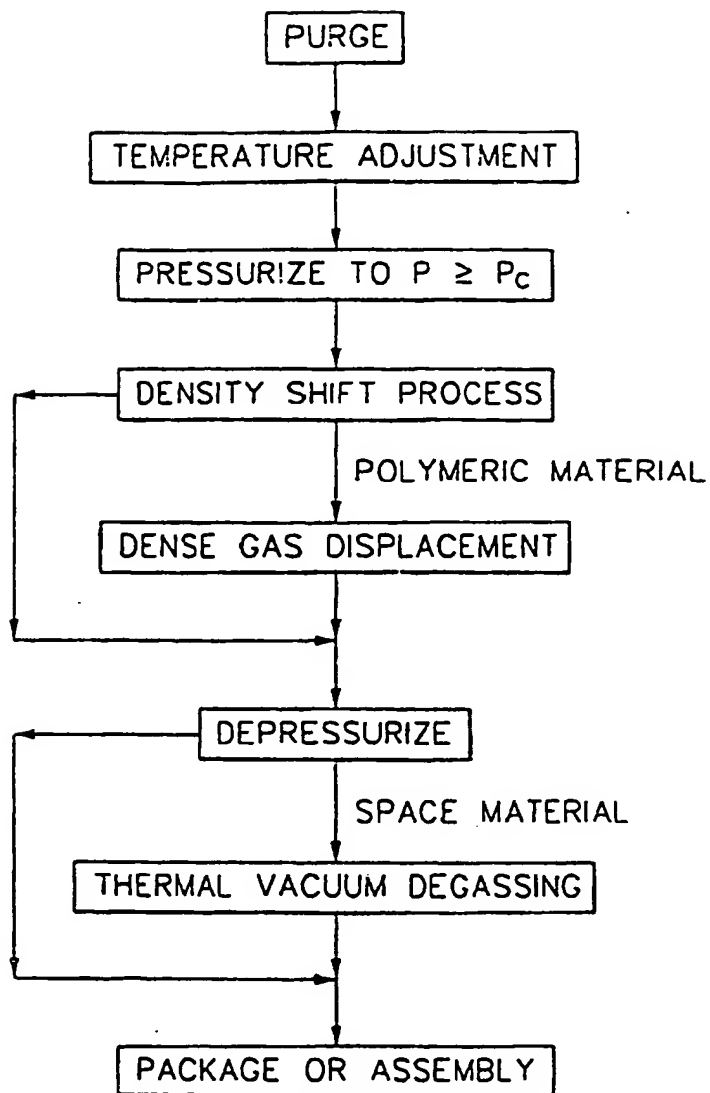 PURGE
TEMPERATURE ADJUSTMENT
PRESSURIZE TO P ≥ Pc
DENSITY SHIFT PROCESS
POLYMERIC MATERIAL
DENSE GAS DISPLACEMENT
DEPRESSURIZE
SPACE MATERIAL
THERMAL VACUUM DEGASSING
PACKAGE OR ASSEMBLY